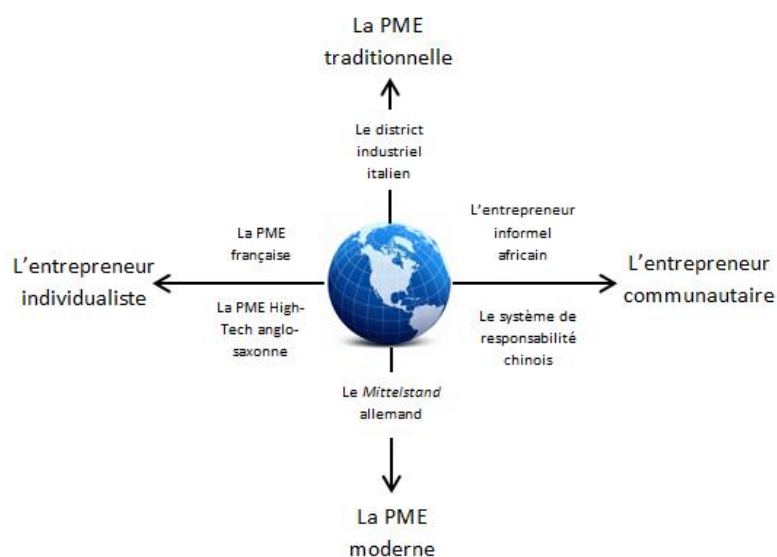 La PME
traditionnelle
Le district
industriel
italien
La PME
française
L'entrepreneur
informel
africain
L'entrepreneur
individualiste
L'entrepreneur
communautaire
La PME High-
Tech anglo-
saxonne
Le système de
responsabilité
chinois
Le Mittelstand
allemand
La PME
moderne